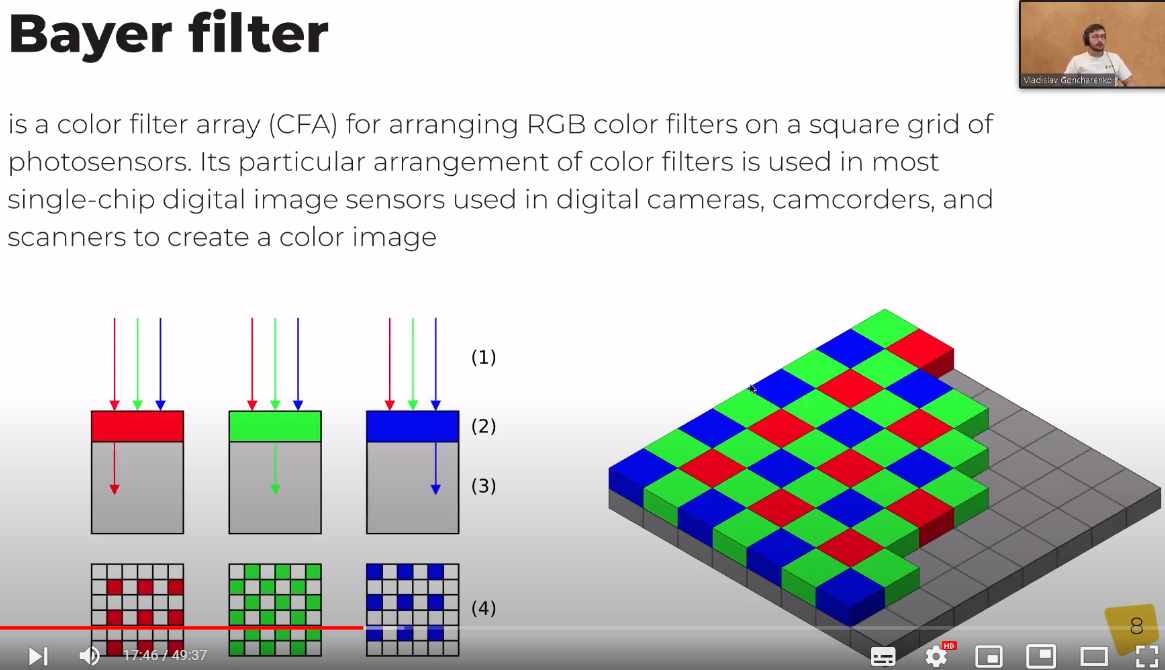 Bayer filter
Vladislav Goncharenko
is a color filter array (CFA) for arranging RGB color filters on a square grid of
photosensors. Its particular arrangement of color filters is used in most
single-chip digital image sensors used in digital cameras, camcorders, and
scanners to create a color image
(1)
(2)
(3)
(4)
8
17:46 / 49:37
HD